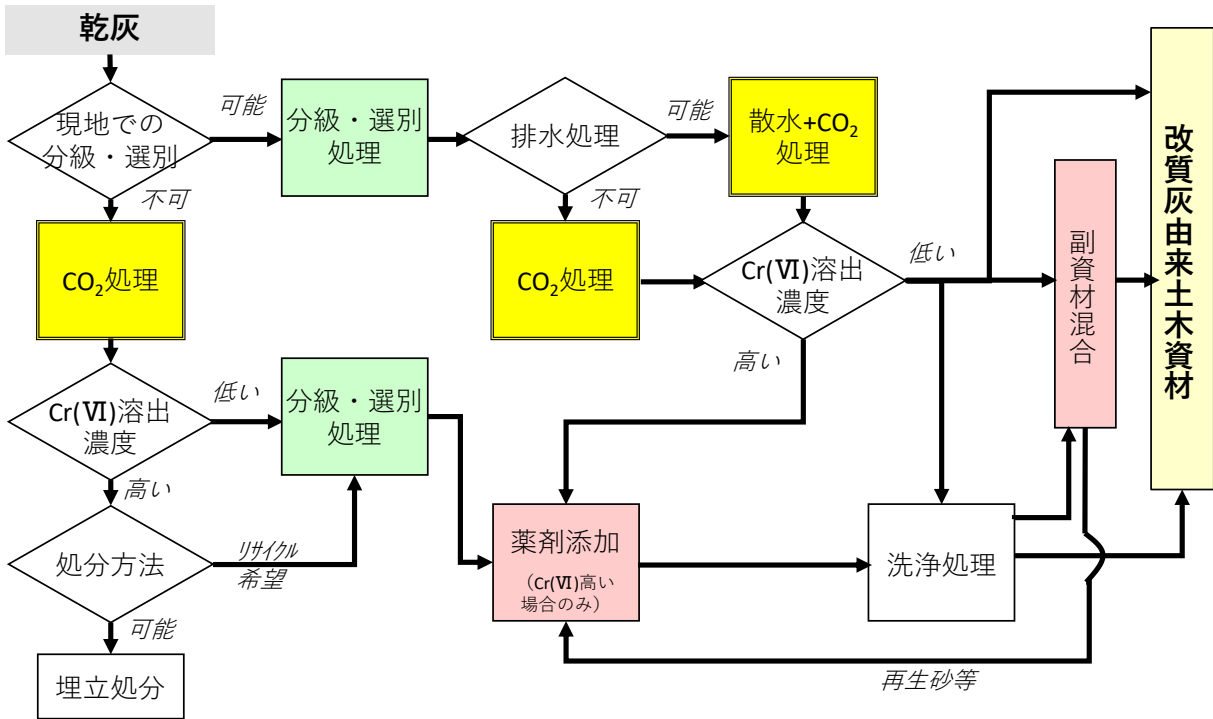 乾灰
現地での
分級・選別
可能
不可
分級・選別
処理
排水処理
可能
不可
散水+CO₂
処理
CO₂処理
CO₂処理
Cr(Ⅵ)溶出
濃度
低い
高い
副資材混合
改質灰由来土木資材
Cr(Ⅵ)溶出
濃度
低い
高い
分級・選別
処理
処分方法
ﾘｻｲｸﾙ
希望
可能
埋立処分
薬剤添加
（Cr(Ⅵ)高い
場合のみ）
洗浄処理
再生砂等